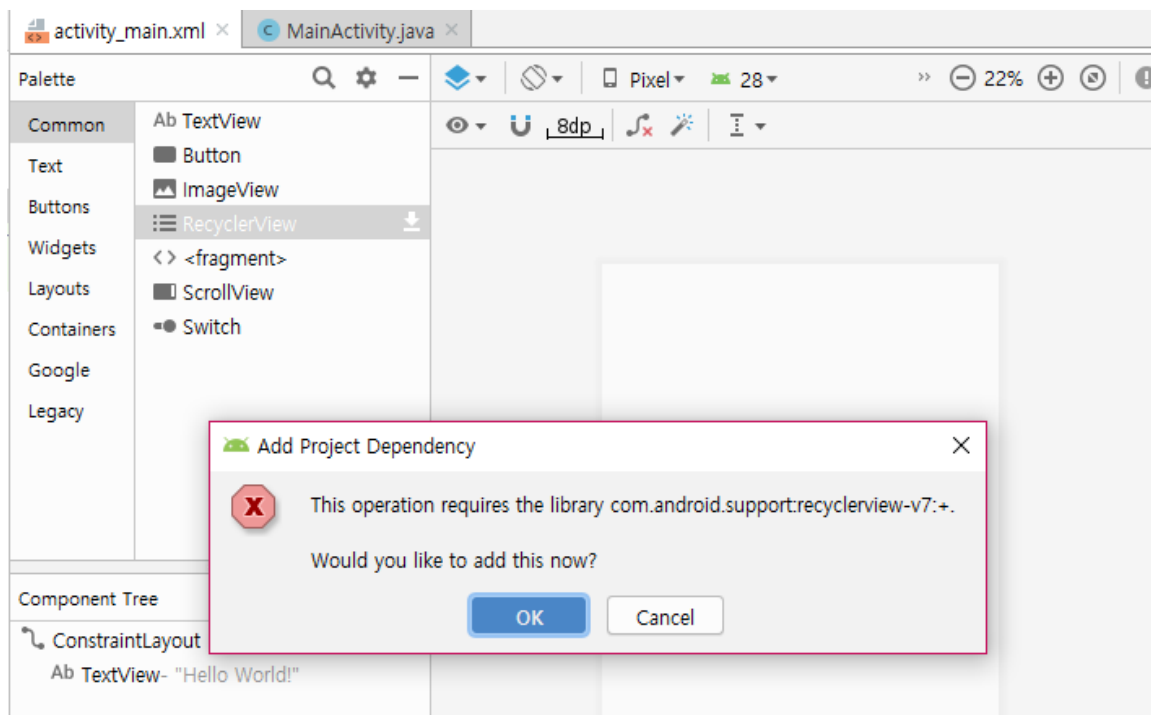 activity_main.xml
MainActivity.java
Palette
Pixel
28
22%
Common
Ab TextView
8dp
Text
Button
Buttons
ImageView
RecyclerView
Widgets
<fragment>
Layouts
ScrollView
Containers
Switch
Google
Legacy
Add Project Dependency
This operation requires the library com.android.support:recyclerview-v7:+.
Would you like to add this now?
OK
Cancel
Component Tree
ConstraintLayout
Ab TextView- "Hello World!"